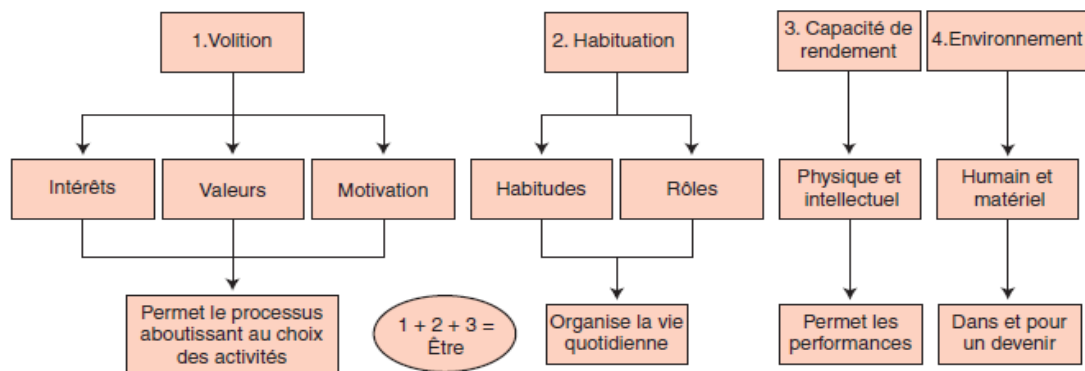 1.Volition
2. Habituation
3. Capacité de
rendement
4.Environnement
Intérêts
Valeurs
Motivation
Habitudes
Rôles
Physique et
intellectuel
Humain et
matériel
Permet le processus
aboutissant au choix
des activités
1 + 2 + 3 =
Être
Organise la vie
quotidienne
Permet les
performances
Dans et pour
un devenir